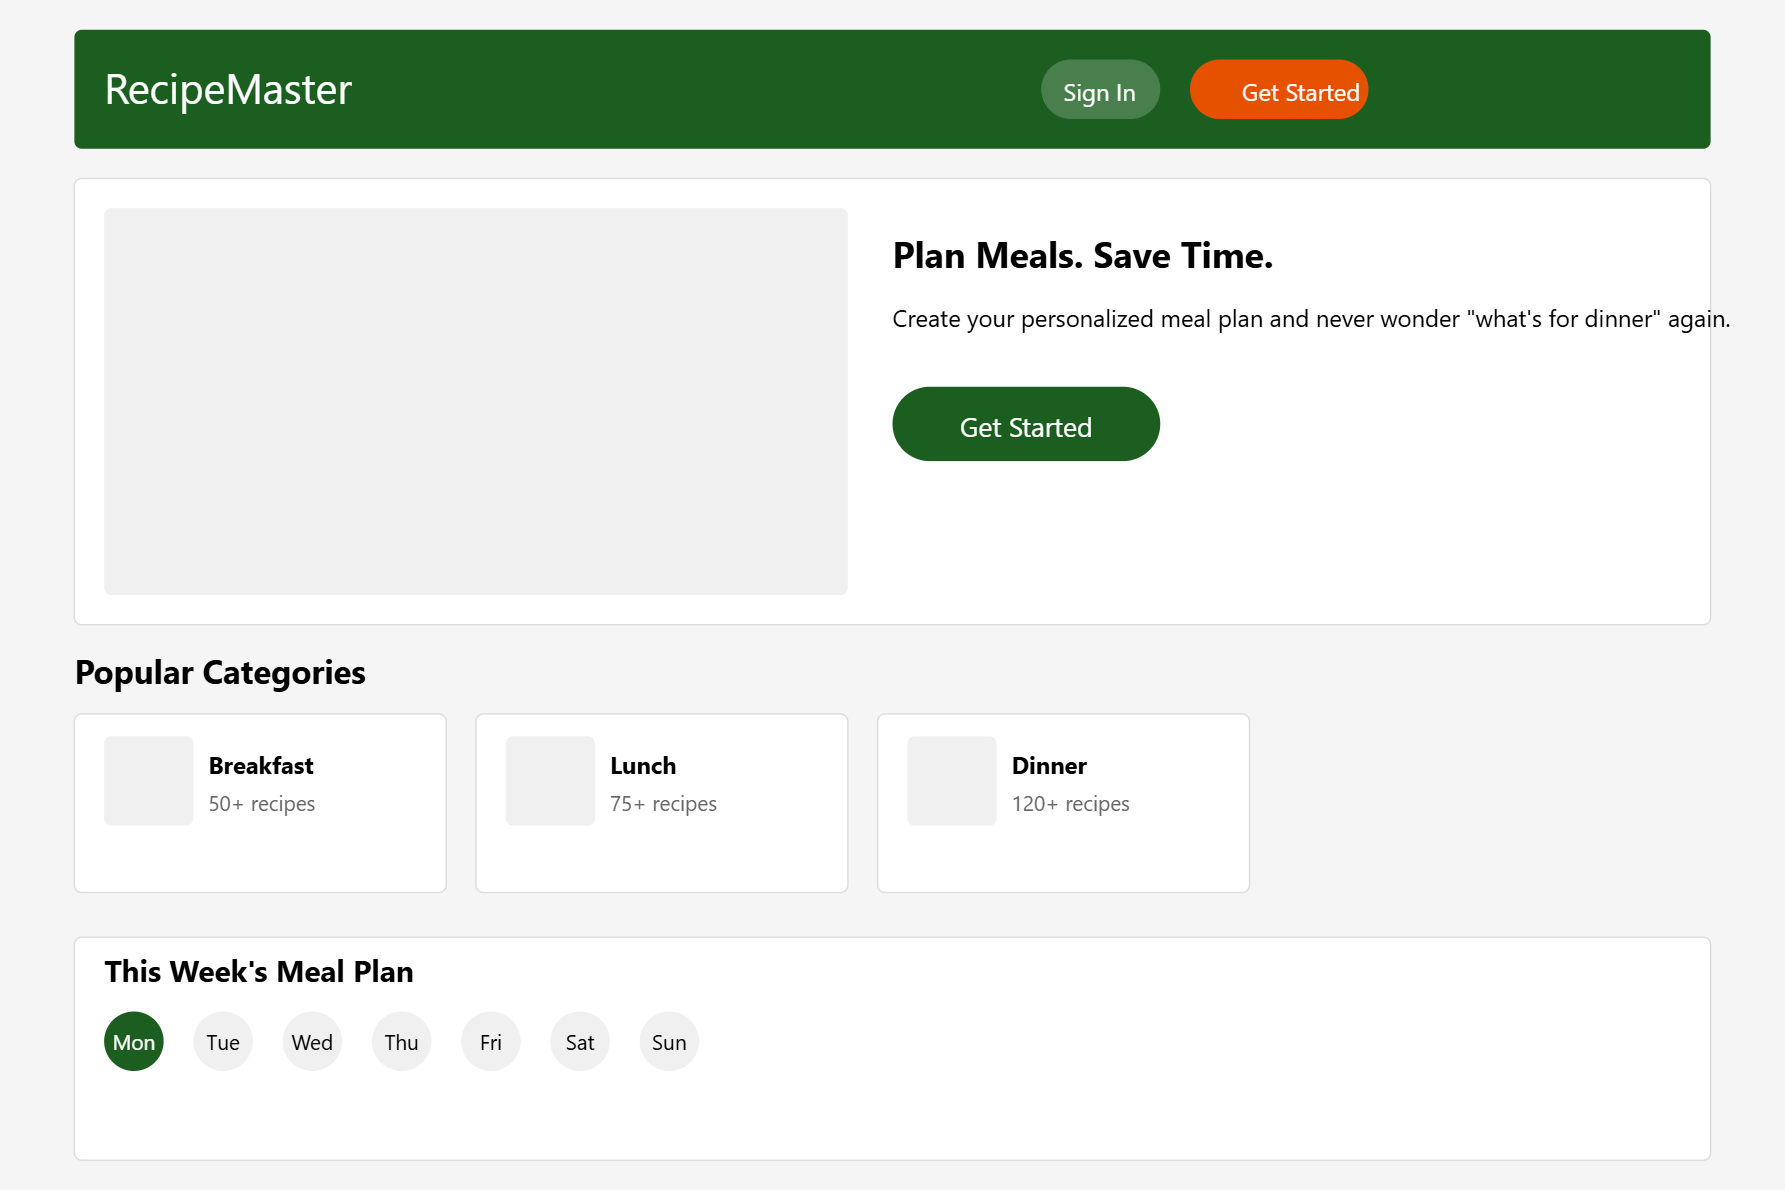 RecipeMaster
Sign In
Get Started
Plan Meals. Save Time.
Create your personalized meal plan and never wonder "what's for dinner" again.
Get Started
Popular Categories
Breakfast
50+ recipes
Lunch
75+ recipes
Dinner
120+ recipes
This Week's Meal Plan
Mon Tue Wed Thu Fri Sat Sun